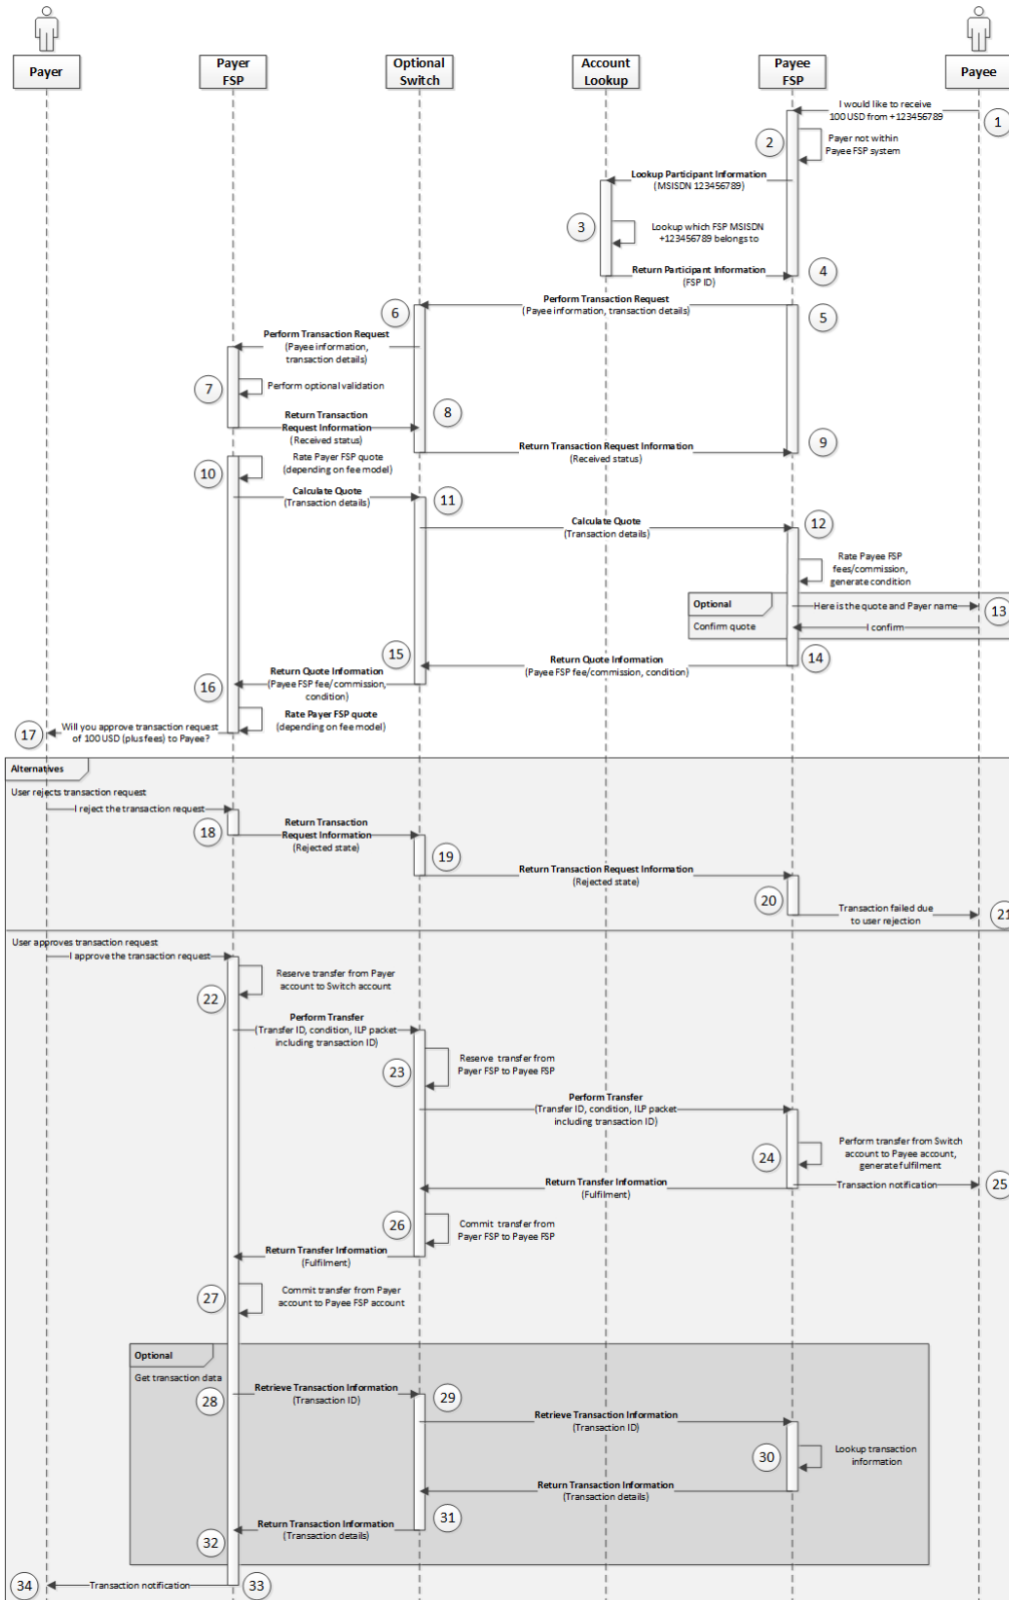 Payer
Payer
FSP
Optional
Switch
Account
Lookup
Payee
FSP
Payee
I would like to receive
100 USD from +123456789
1
2
Payer not within
Payee FSP system
Lookup Participant Information
(MSISDN 123456789)
3
Lookup which FSP MSISDN
+123456789 belongs to
Return Participant Information
(FSP ID)
4
Perform Transaction Request
(Payee information, transaction details)
5
6
Perform Transaction Request
(Payee information,
transaction details)
7
Perform optional validation
Return Transaction
Request Information
(Received status)
8
Return Transaction Request Information
(Received status)
9
10
Rate Payer FSP quote
(depending on fee model)
Calculate Quote
(Transaction details)
11
Calculate Quote
(Transaction details)
12
Rate Payee FSP
fees/commission,
generate condition
Optional
Confirm quote
Here is the quote and Payer name
13
I confirm
Return Quote Information
(Payee FSP fee/commission, condition)
14
15
Return Quote Information
(Payee FSP fee/commission,
condition)
16
Rate Payer FSP quote
(depending on fee model)
17
Will you approve transaction request
of 100 USD (plus fees) to Payee?
Alternatives
User rejects transaction request
I reject the transaction request
18
Return Transaction
Request Information
(Rejected state)
19
Return Transaction Request Information
(Rejected state)
20
Transaction failed due
to user rejection
21
User approves transaction request
I approve the transaction request
Reserve transfer from Payer
account to Switch account
22
Perform Transfer
(Transfer ID, condition, ILP packet
including transaction ID)
23
Reserve transfer from
Payer FSP to Payee FSP
Perform Transfer
(Transfer ID, condition, ILP packet
including transaction ID)
24
Perform transfer from Switch
account to Payee account,
generate fulfilment
Return Transfer Information
(Fulfilment)
Transaction notification
25
26
Commit transfer from
Payer FSP to Payee FSP
Return Transfer Information
(Fulfilment)
27
Commit transfer from Payer
account to Payee FSP account
Optional
Get transaction data
28
Retrieve Transaction Information
(Transaction ID)
29
Retrieve Transaction Information
(Transaction ID)
30
Lookup transaction
information
Return Transaction Information
(Transaction details)
31
Return Transaction Information
(Transaction details)
32
34
Transaction notification
33